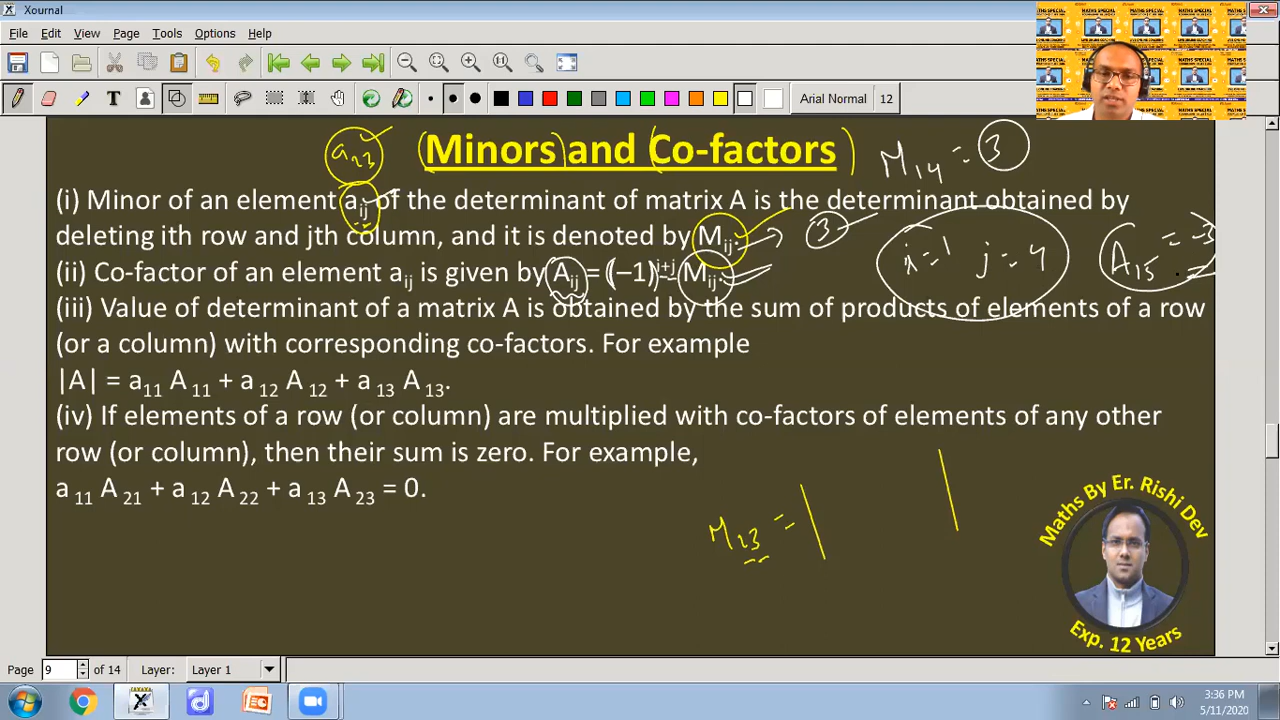 Xournal
File Edit View Page Tools Options Help
Arial Normal 12
Minors and Co-factors
a₂₃
M₁₄ = 3
(i) Minor of an element aᵢⱼ of the determinant of matrix A is the determinant obtained by
deleting ith row and jth column, and it is denoted by Mᵢⱼ.
3
i=1 j=4
A₁₅ = -3
(ii) Co-factor of an element aᵢⱼ is given by Aᵢⱼ = (–1)ⁱ⁺ʲ Mᵢⱼ.
(iii) Value of determinant of a matrix A is obtained by the sum of products of elements of a row
(or a column) with corresponding co-factors. For example
|A| = a₁₁ A₁₁ + a₁₂ A₁₂ + a₁₃ A₁₃.
(iv) If elements of a row (or column) are multiplied with co-factors of elements of any other
row (or column), then their sum is zero. For example,
a₁₁ A₂₁ + a₁₂ A₂₂ + a₁₃ A₂₃ = 0.
M₂₃ = | |
Maths By Er. Rishi Dev
Exp. 12 Years
Page 9 of 14 Layer: Layer 1
3:36 PM
5/11/2020